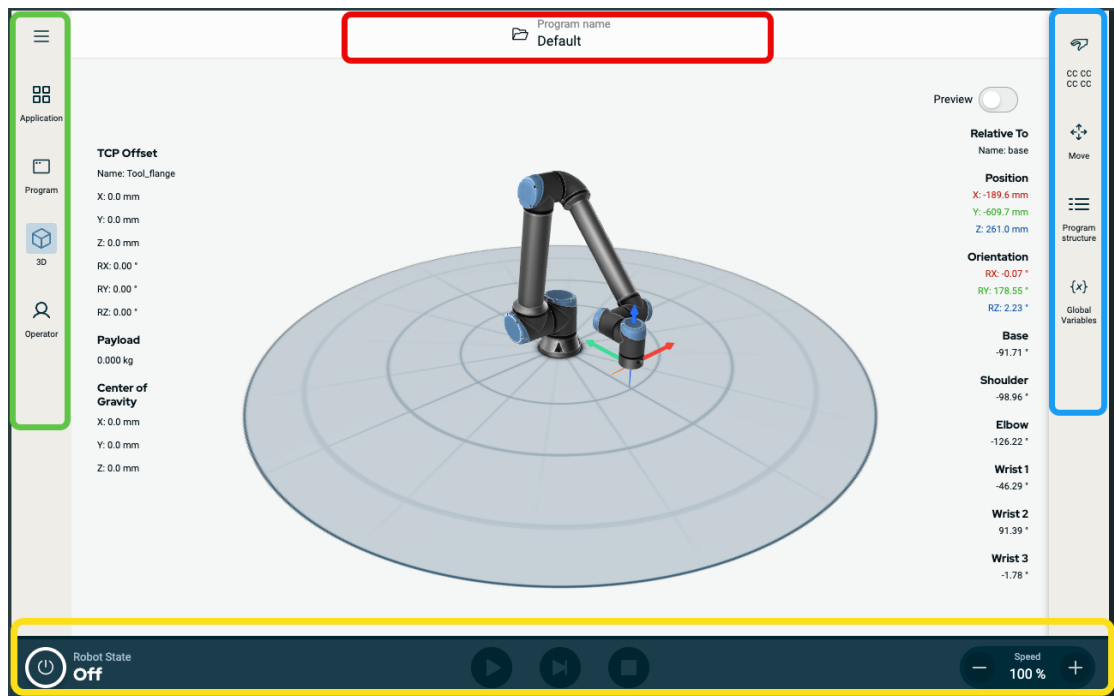 Program name
Default
Application
Program
3D
Operator
TCP Offset
Name: Tool_flange
X: 0.0 mm
Y: 0.0 mm
Z: 0.0 mm
RX: 0.00 °
RY: 0.00 °
RZ: 0.00 °
Payload
0.000 kg
Center of
Gravity
X: 0.0 mm
Y: 0.0 mm
Z: 0.0 mm
Preview
Relative To
Name: base
Position
X: -189.6 mm
Y: -609.7 mm
Z: 261.0 mm
Orientation
RX: -0.07 °
RY: 178.55 °
RZ: 2.23 °
Base
-91.71 °
Shoulder
-98.96 °
Elbow
-126.22 °
Wrist 1
-46.29 °
Wrist 2
91.39 °
Wrist 3
-1.78 °
CC CC
CC CC
Move
Program
structure
{x}
Global
Variables
Robot State
Off
Speed
100 %